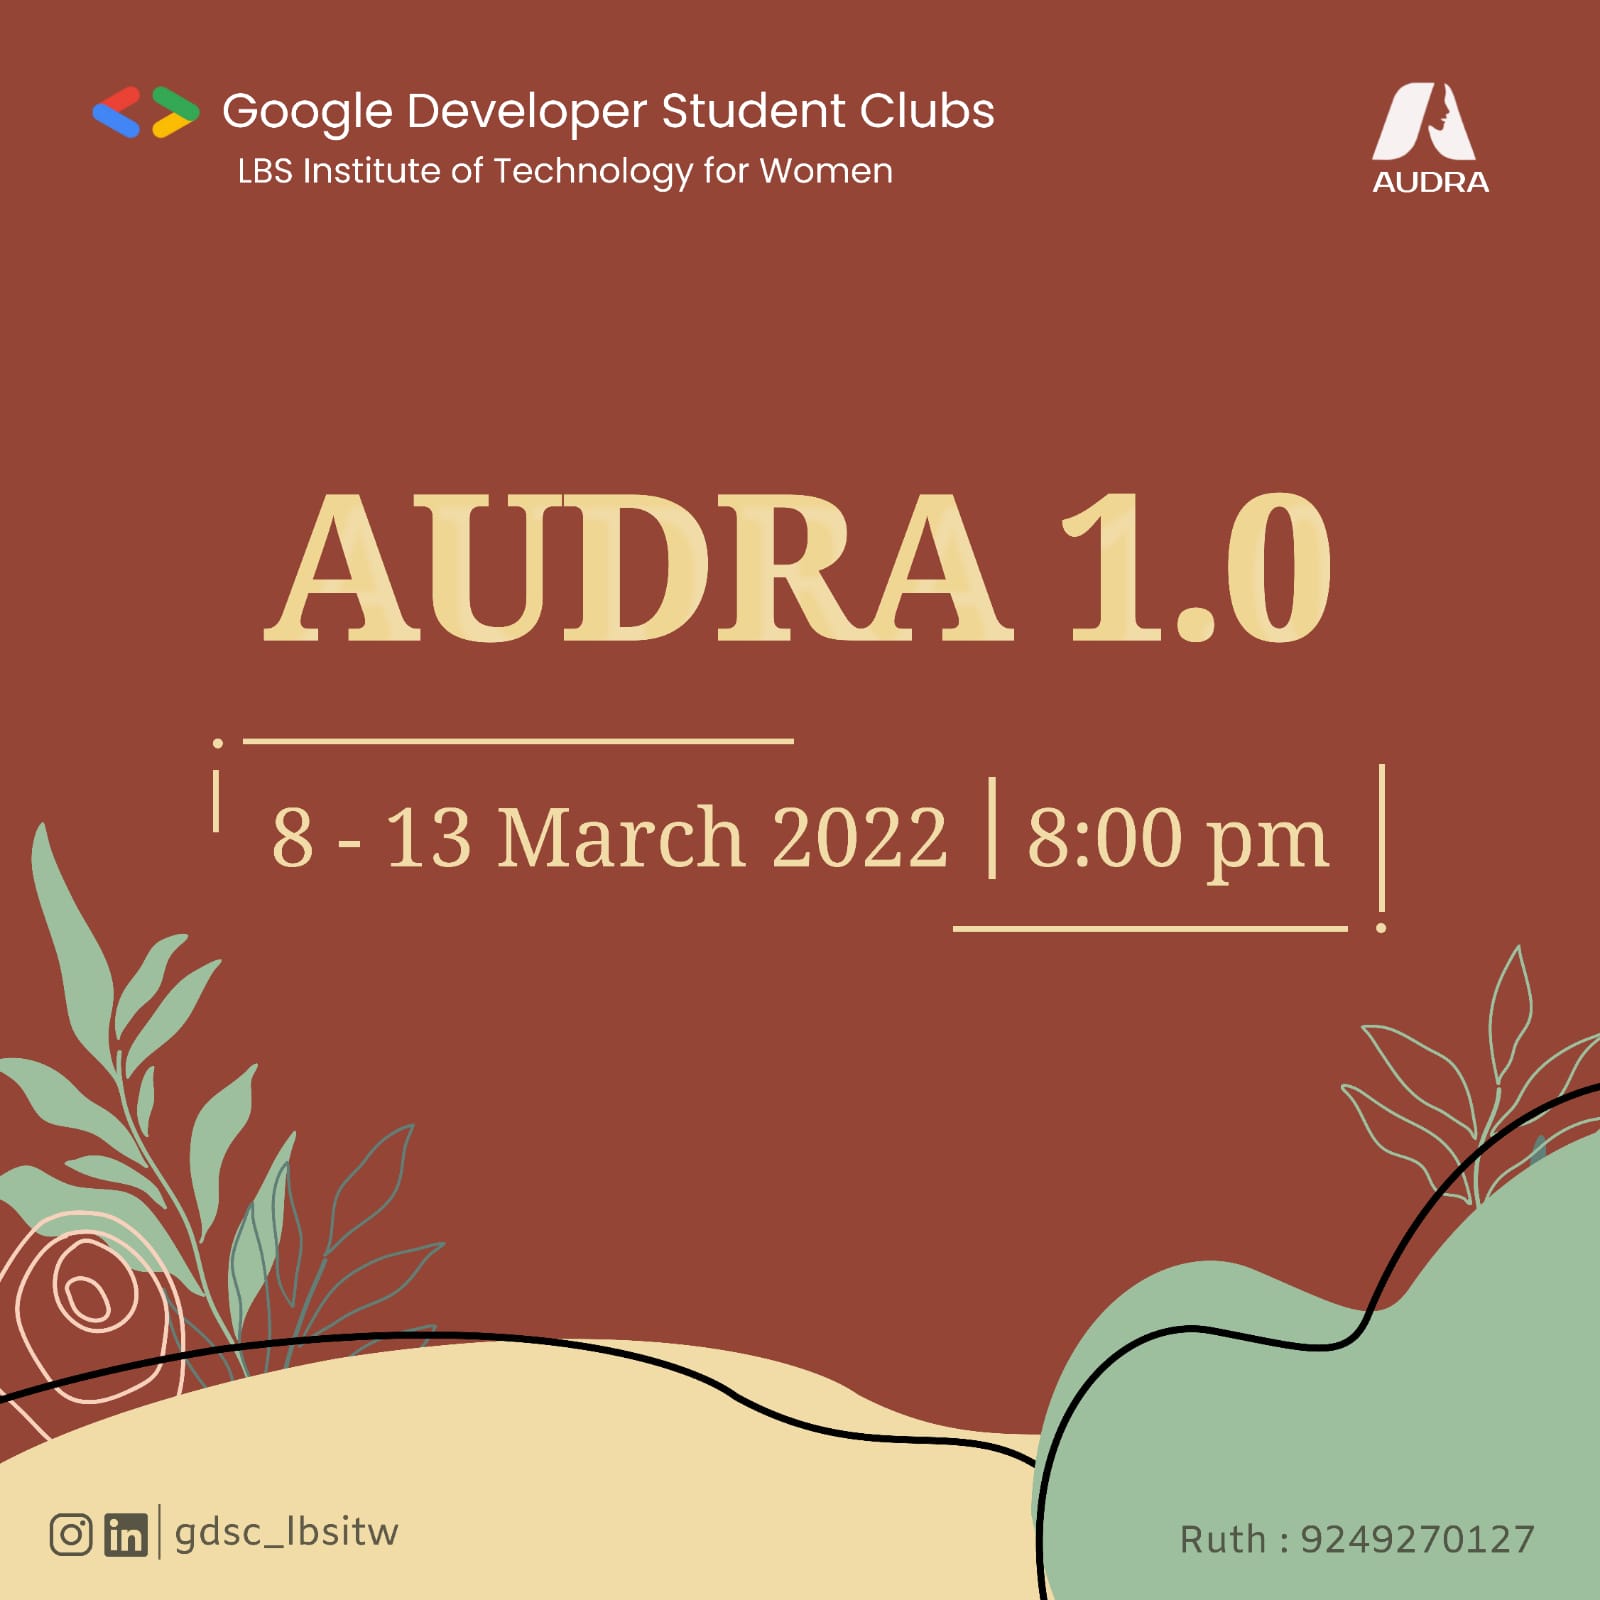 Google Developer Student Clubs
LBS Institute of Technology for Women
AUDRA
AUDRA 1.0
8 - 13 March 2022 | 8:00 pm
gdsc_lbsitw
Ruth : 9249270127